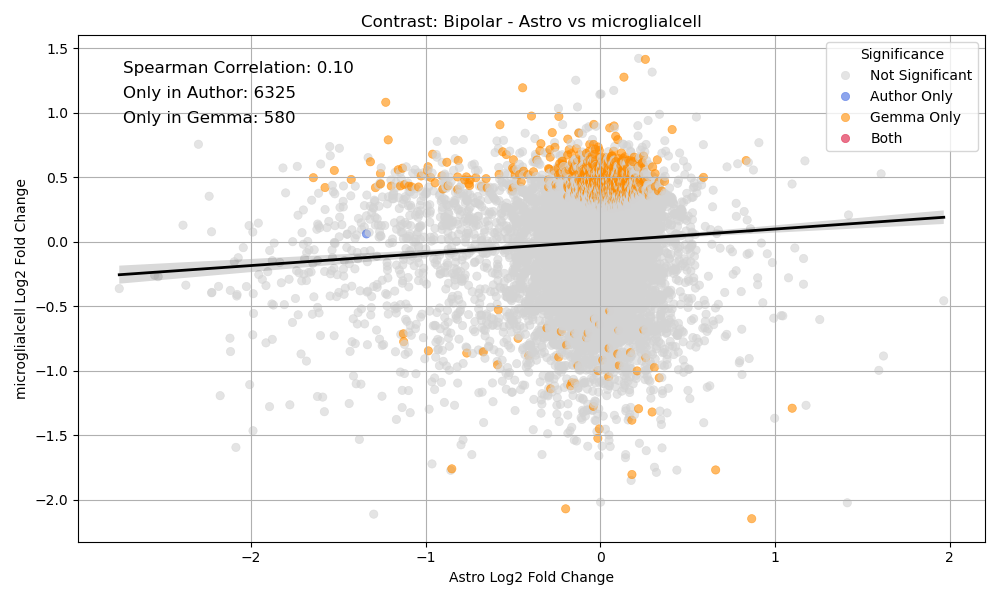 Contrast: Bipolar - Astro vs microglialcell
Spearman Correlation: 0.10
Only in Author: 6325
Only in Gemma: 580
Significance
Not Significant
Author Only
Gemma Only
Both
1.5
1.0
0.5
0.0
−0.5
−1.0
−1.5
−2.0
microglialcell Log2 Fold Change
−2
−1
0
1
2
Astro Log2 Fold Change